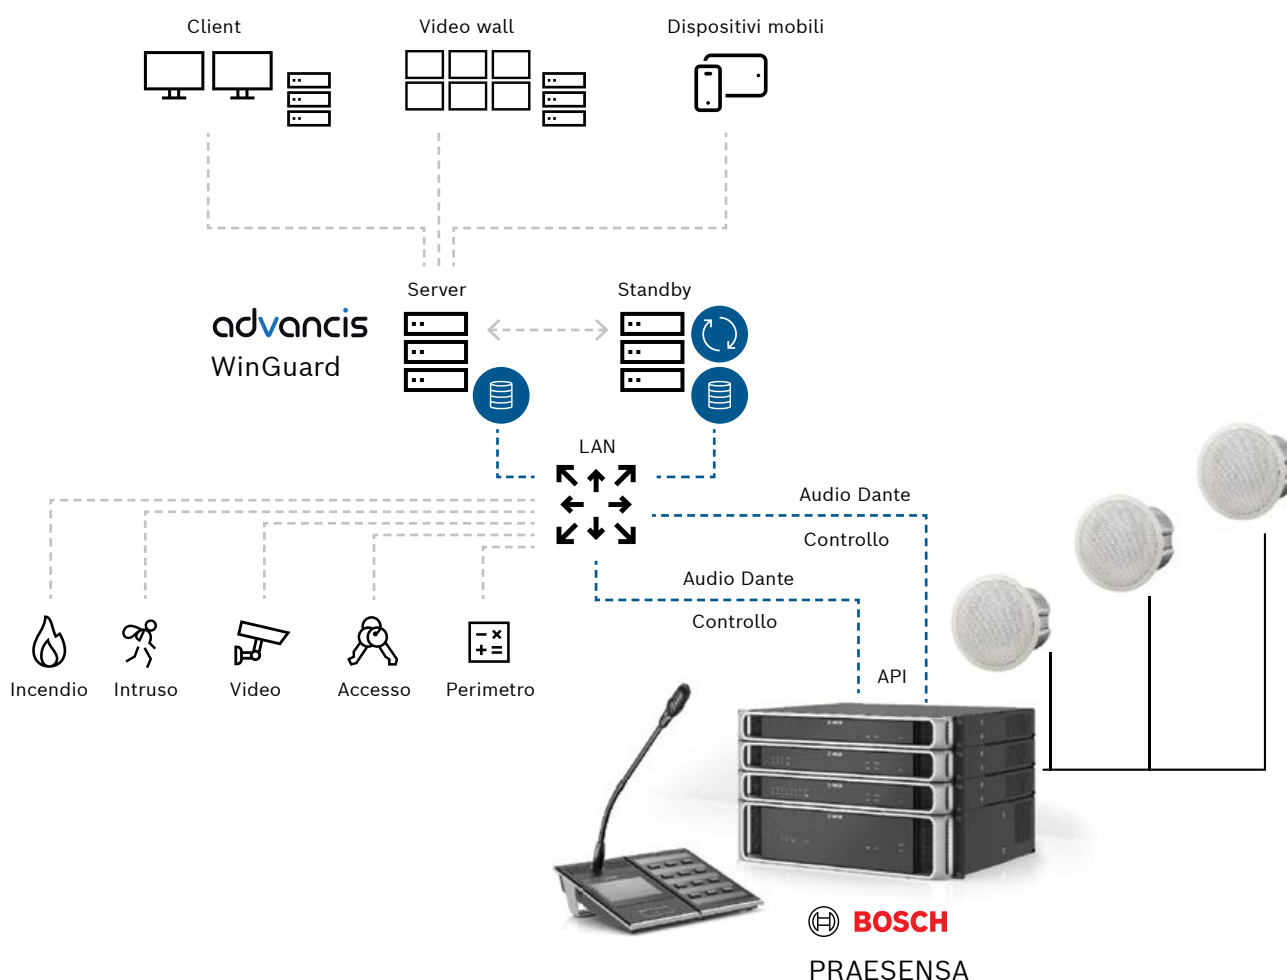 Client
Video wall
Dispositivi mobili
Server
Standby
advancis
WinGuard
LAN
Audio Dante
Controllo
Audio Dante
Controllo
API
Incendio
Intruso
Video
Accesso
Perimetro
BOSCH
PRAESENSA